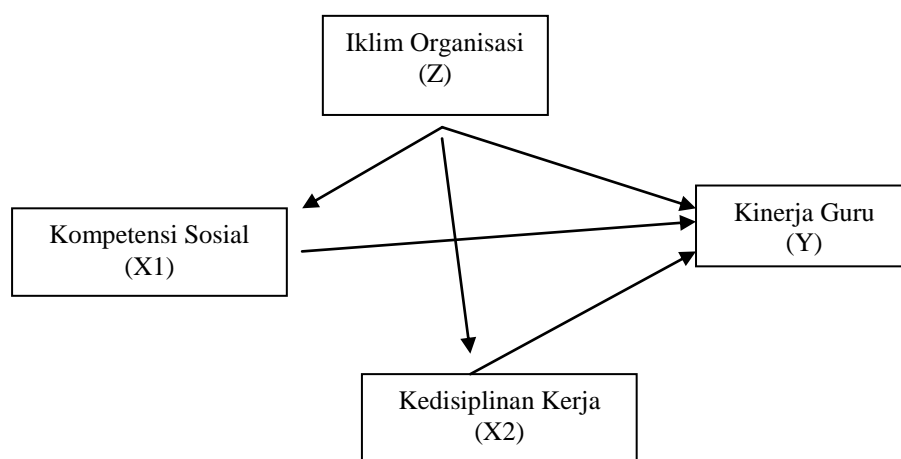 Iklim Organisasi
(Z)
Kompetensi Sosial
(X1)
Kinerja Guru
(Y)
Kedisiplinan Kerja
(X2)